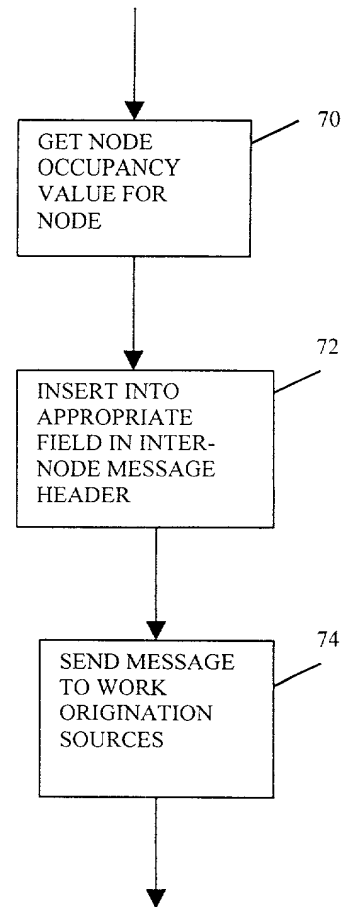 70
GET NODE
OCCUPANCY
VALUE FOR
NODE
72
INSERT INTO
APPROPRIATE
FIELD IN INTER-
NODE MESSAGE
HEADER
74
SEND MESSAGE
TO WORK
ORIGINATION
SOURCES